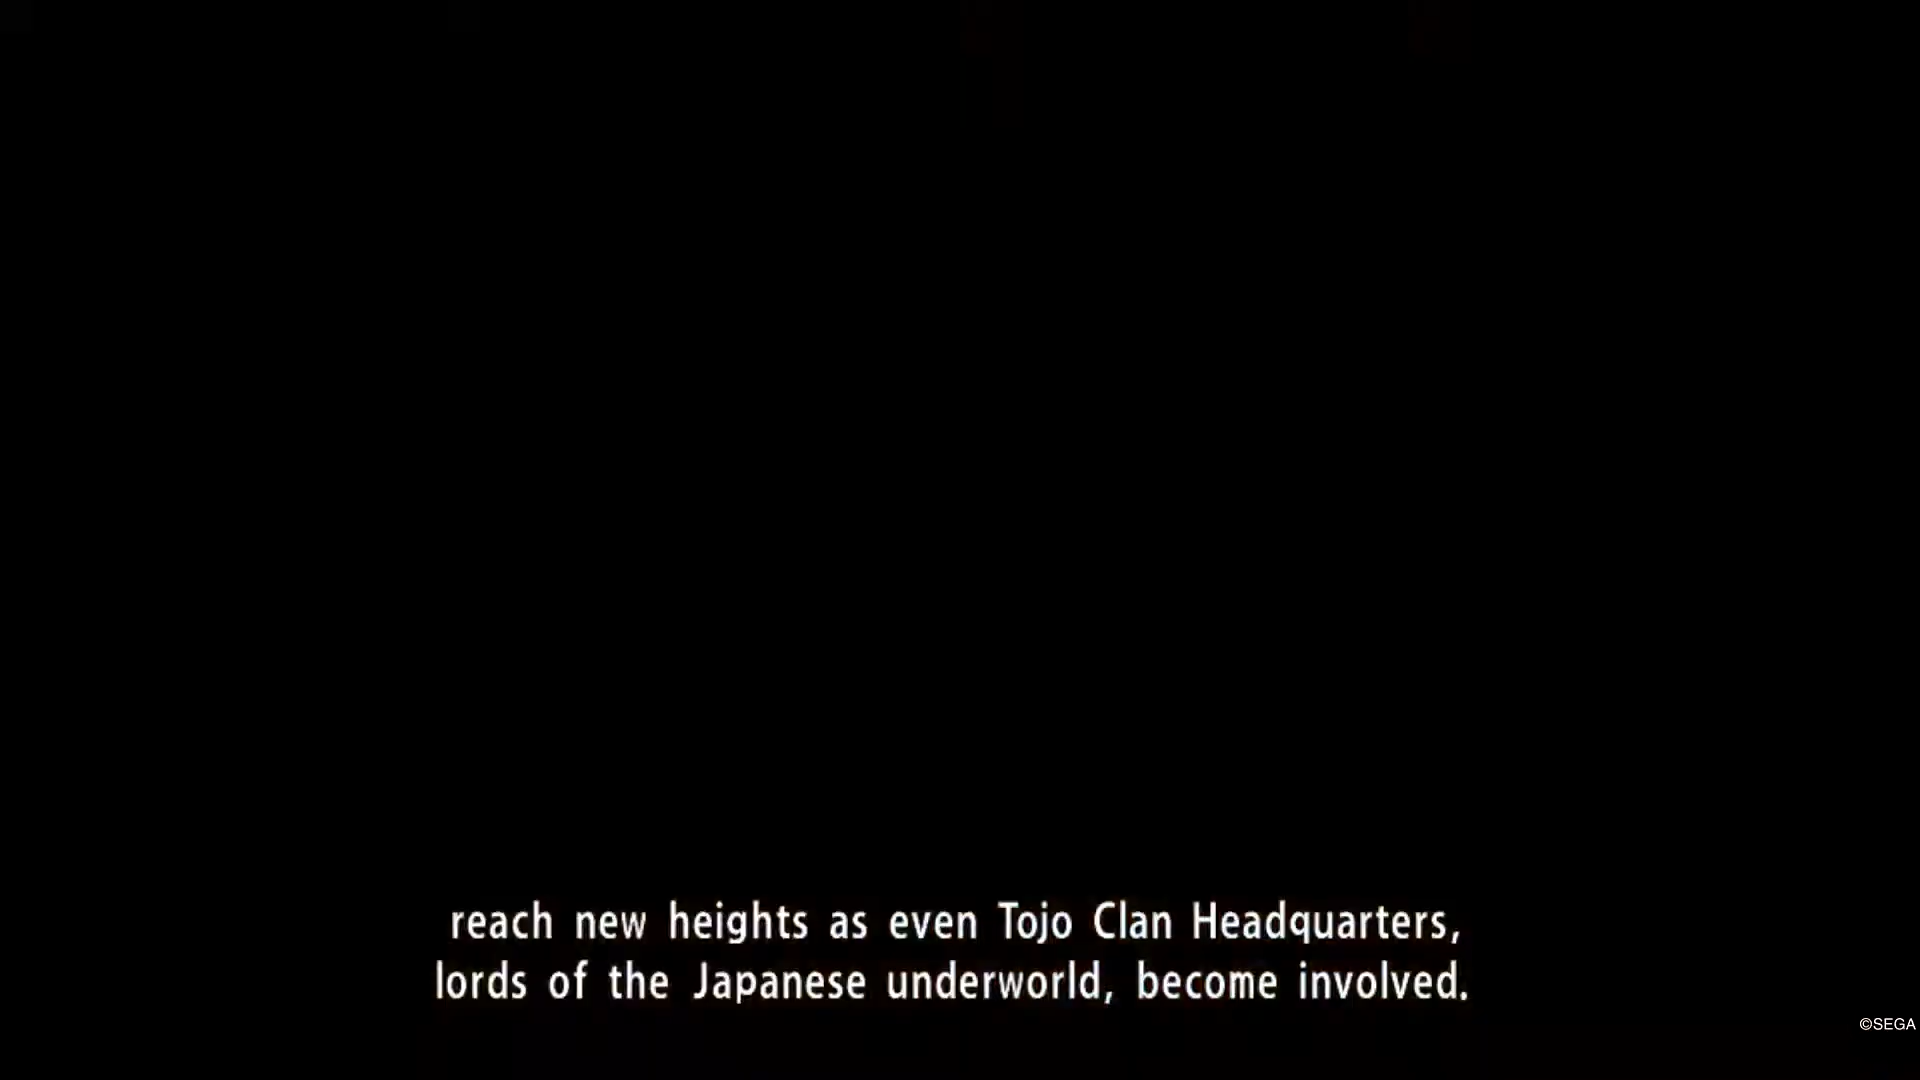 reach new heights as even Tojo Clan Headquarters,
lords of the Japanese underworld, become involved.
©SEGA